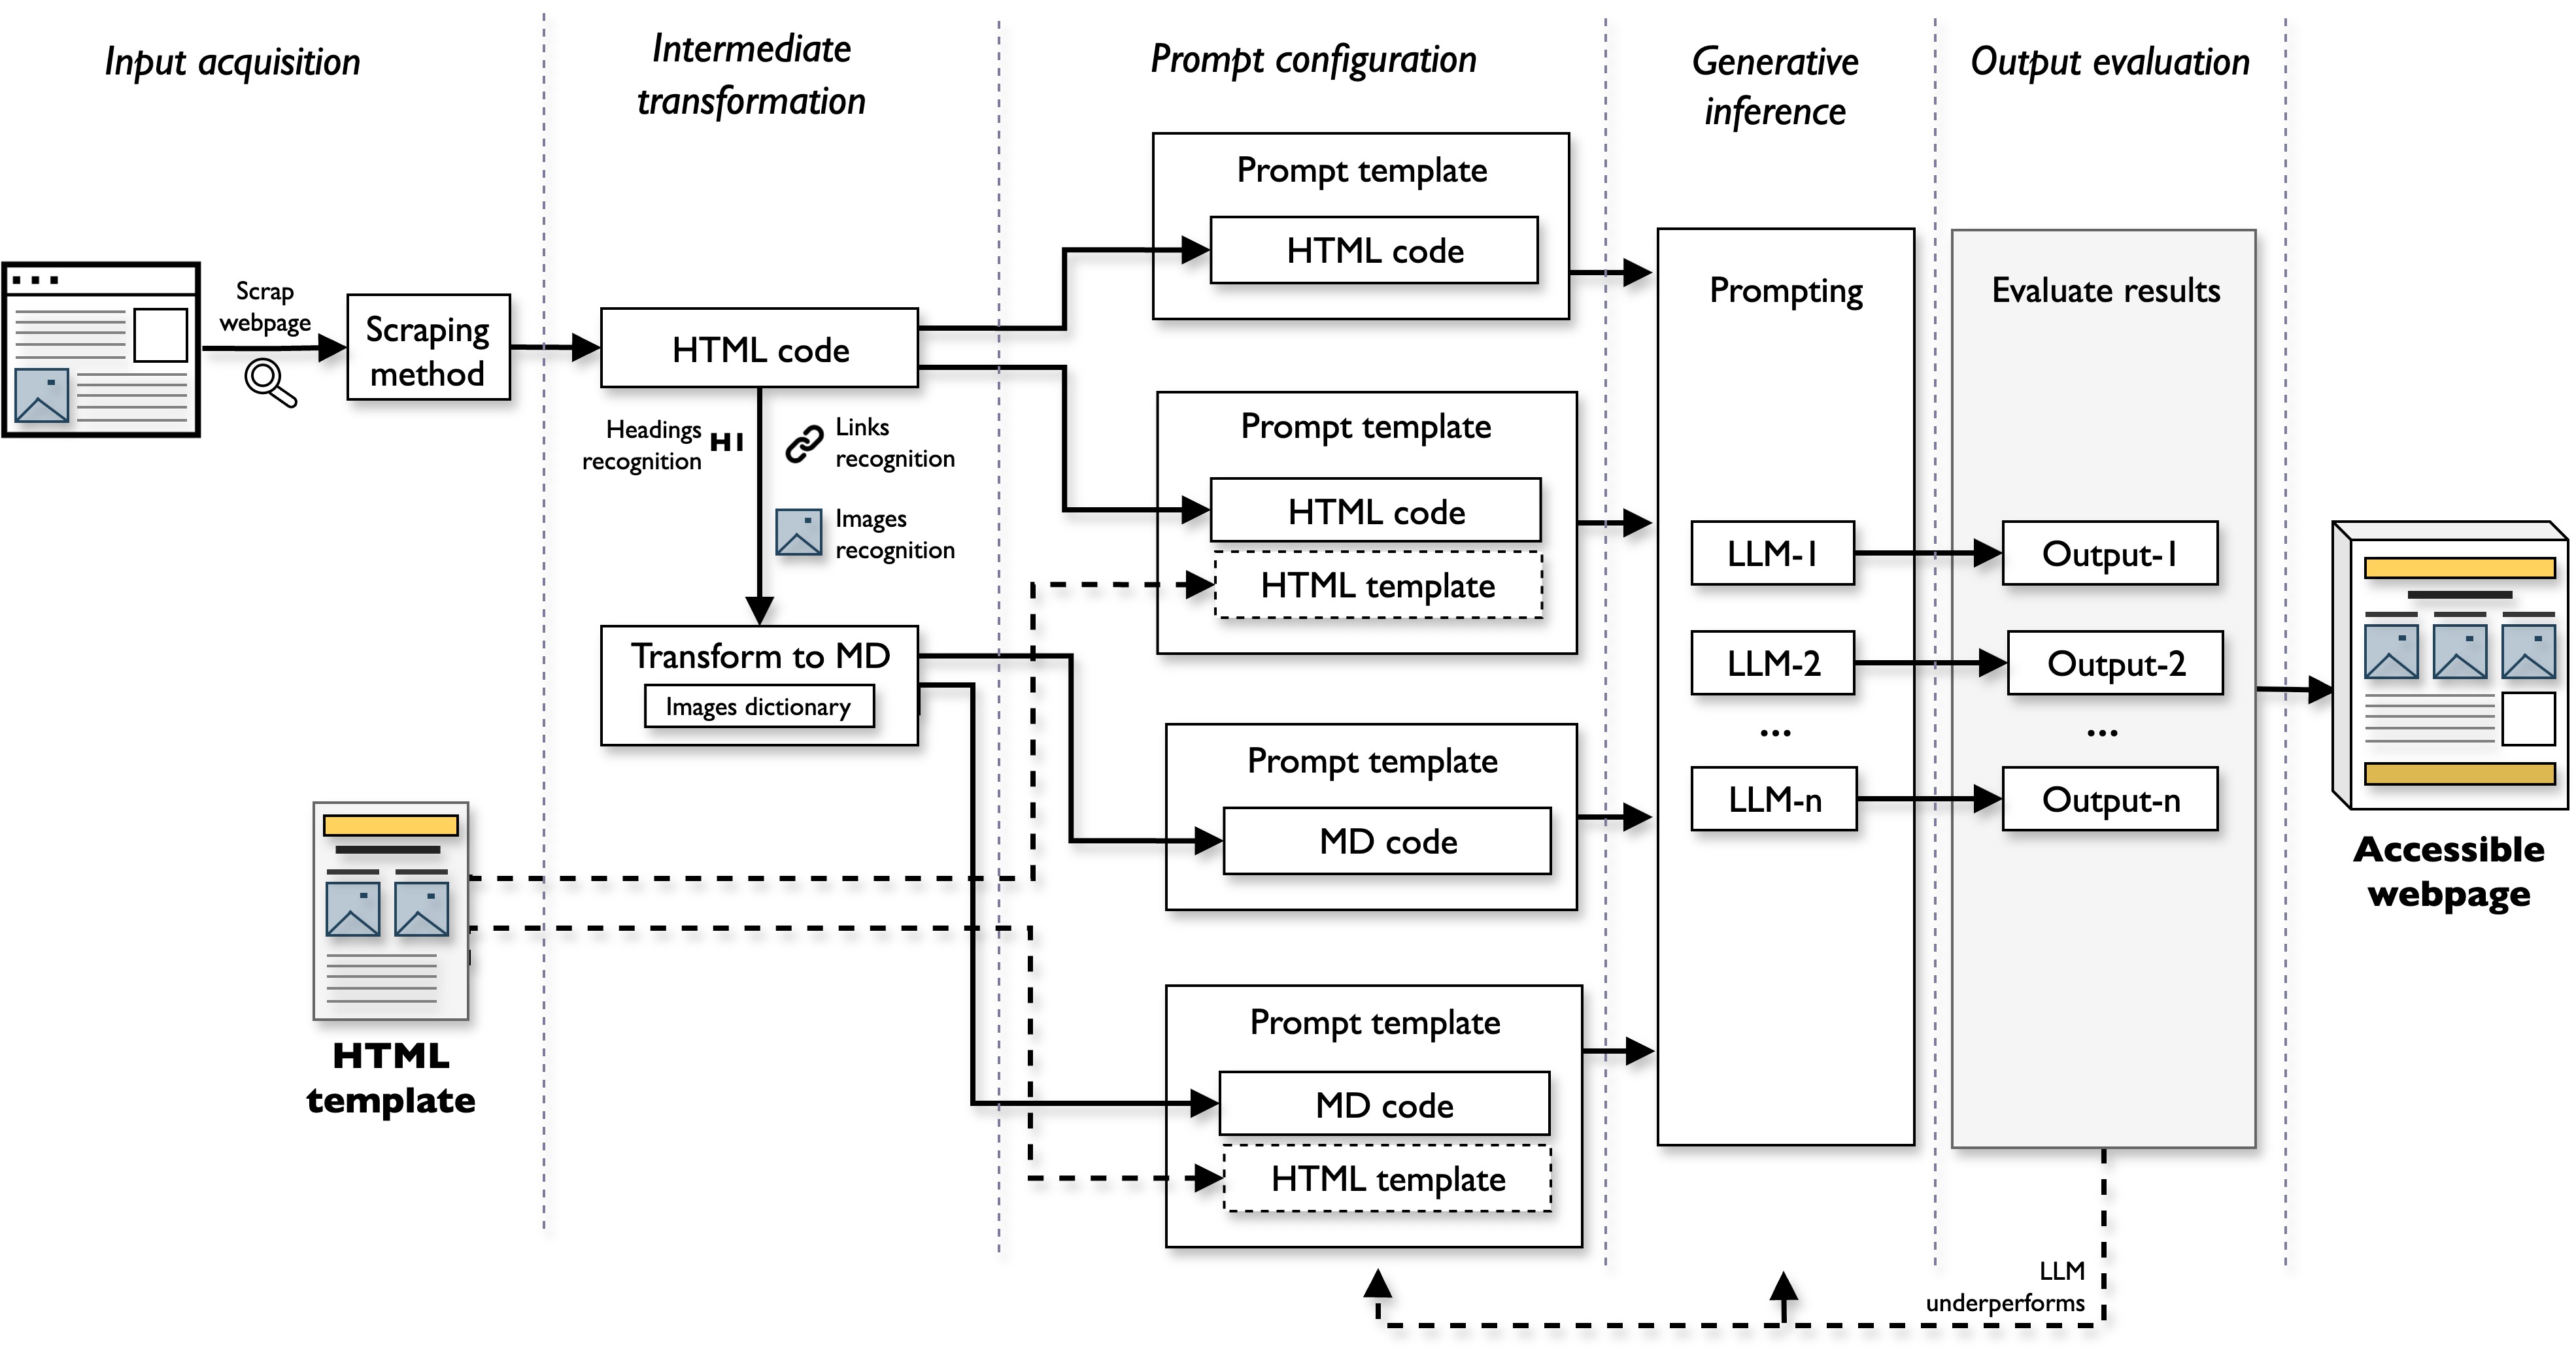 Input acquisition
Intermediate
transformation
Prompt configuration
Generative
inference
Output evaluation
Scrap
webpage
Scraping
method
HTML code
Headings
recognition
H1
Links
recognition
Images
recognition
Transform to MD
Images dictionary
HTML
template
Prompt template
HTML code
Prompt template
HTML code
HTML template
Prompt template
MD code
Prompt template
MD code
HTML template
Prompting
LLM-1
LLM-2
...
LLM-n
Evaluate results
Output-1
Output-2
...
Output-n
LLM
underperforms
Accessible
webpage